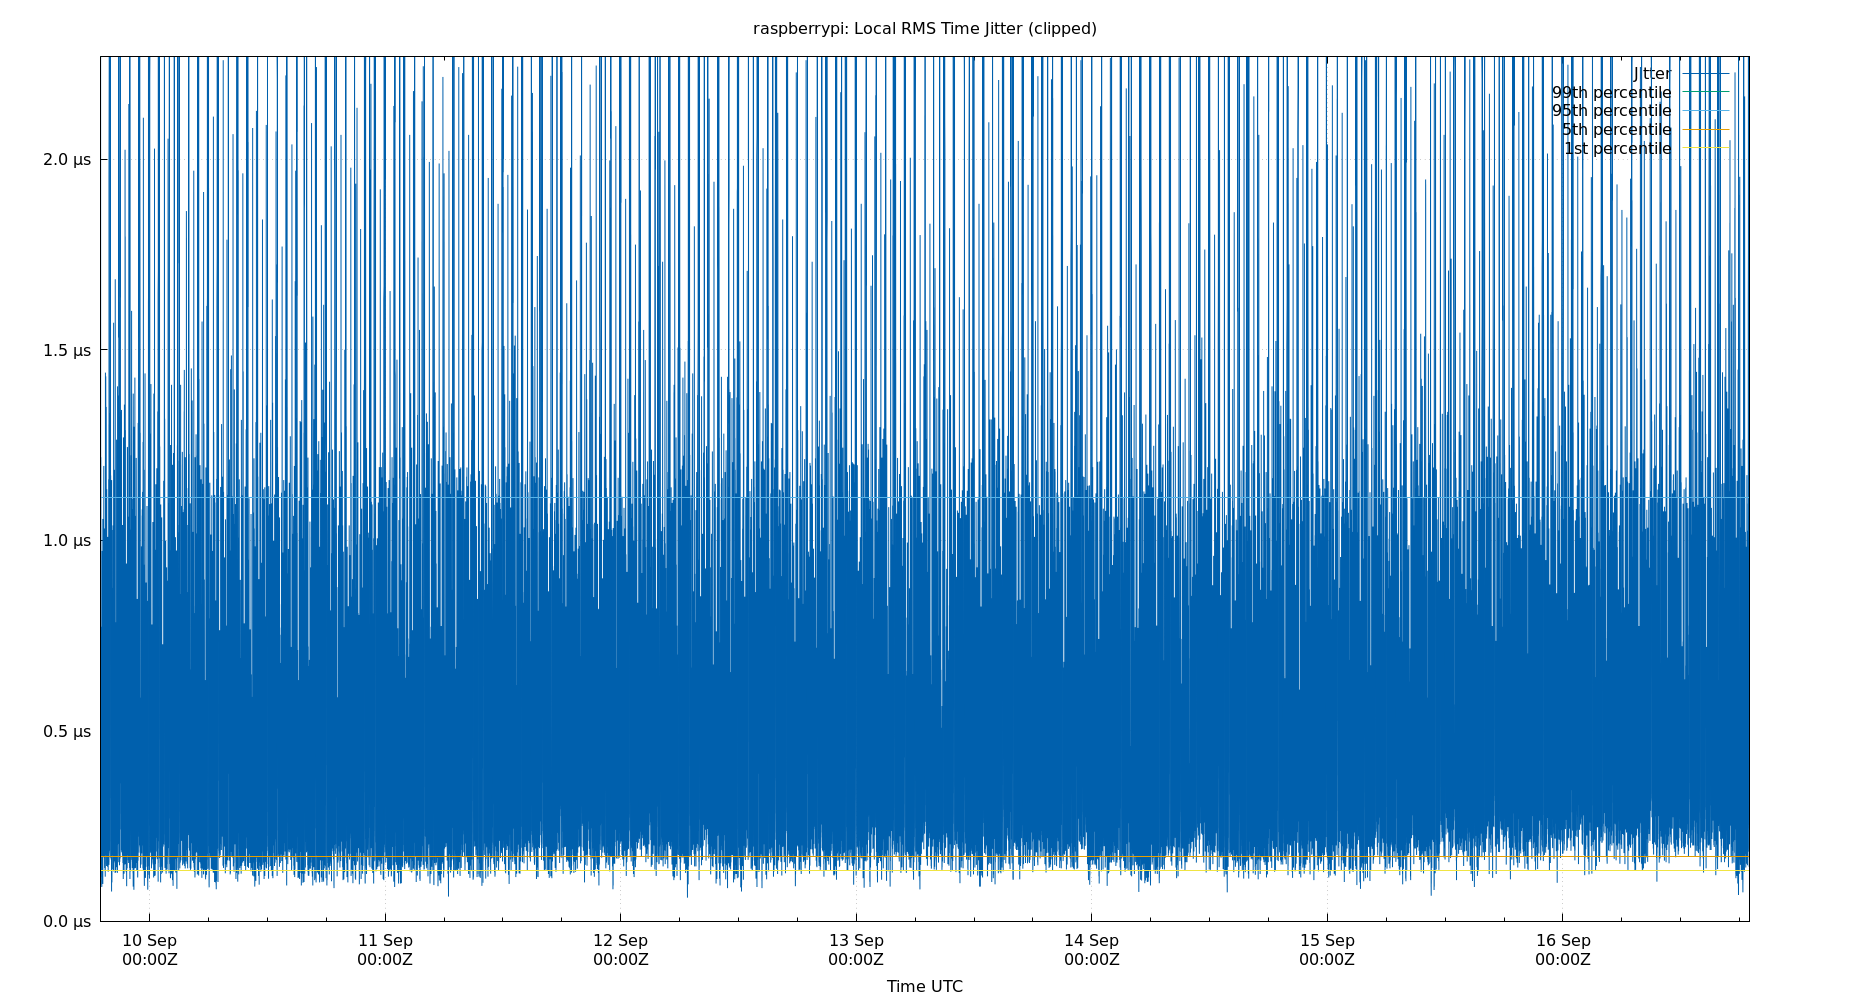 raspberrypi: Local RMS Time Jitter (clipped)
Jitter
99th percentile
95th percentile
5th percentile
1st percentile
2.0 µs
1.5 µs
1.0 µs
0.5 µs
0.0 µs
10 Sep 11 Sep 12 Sep 13 Sep 14 Sep 15 Sep 16 Sep
00:00Z 00:00Z 00:00Z 00:00Z 00:00Z 00:00Z 00:00Z
Time UTC